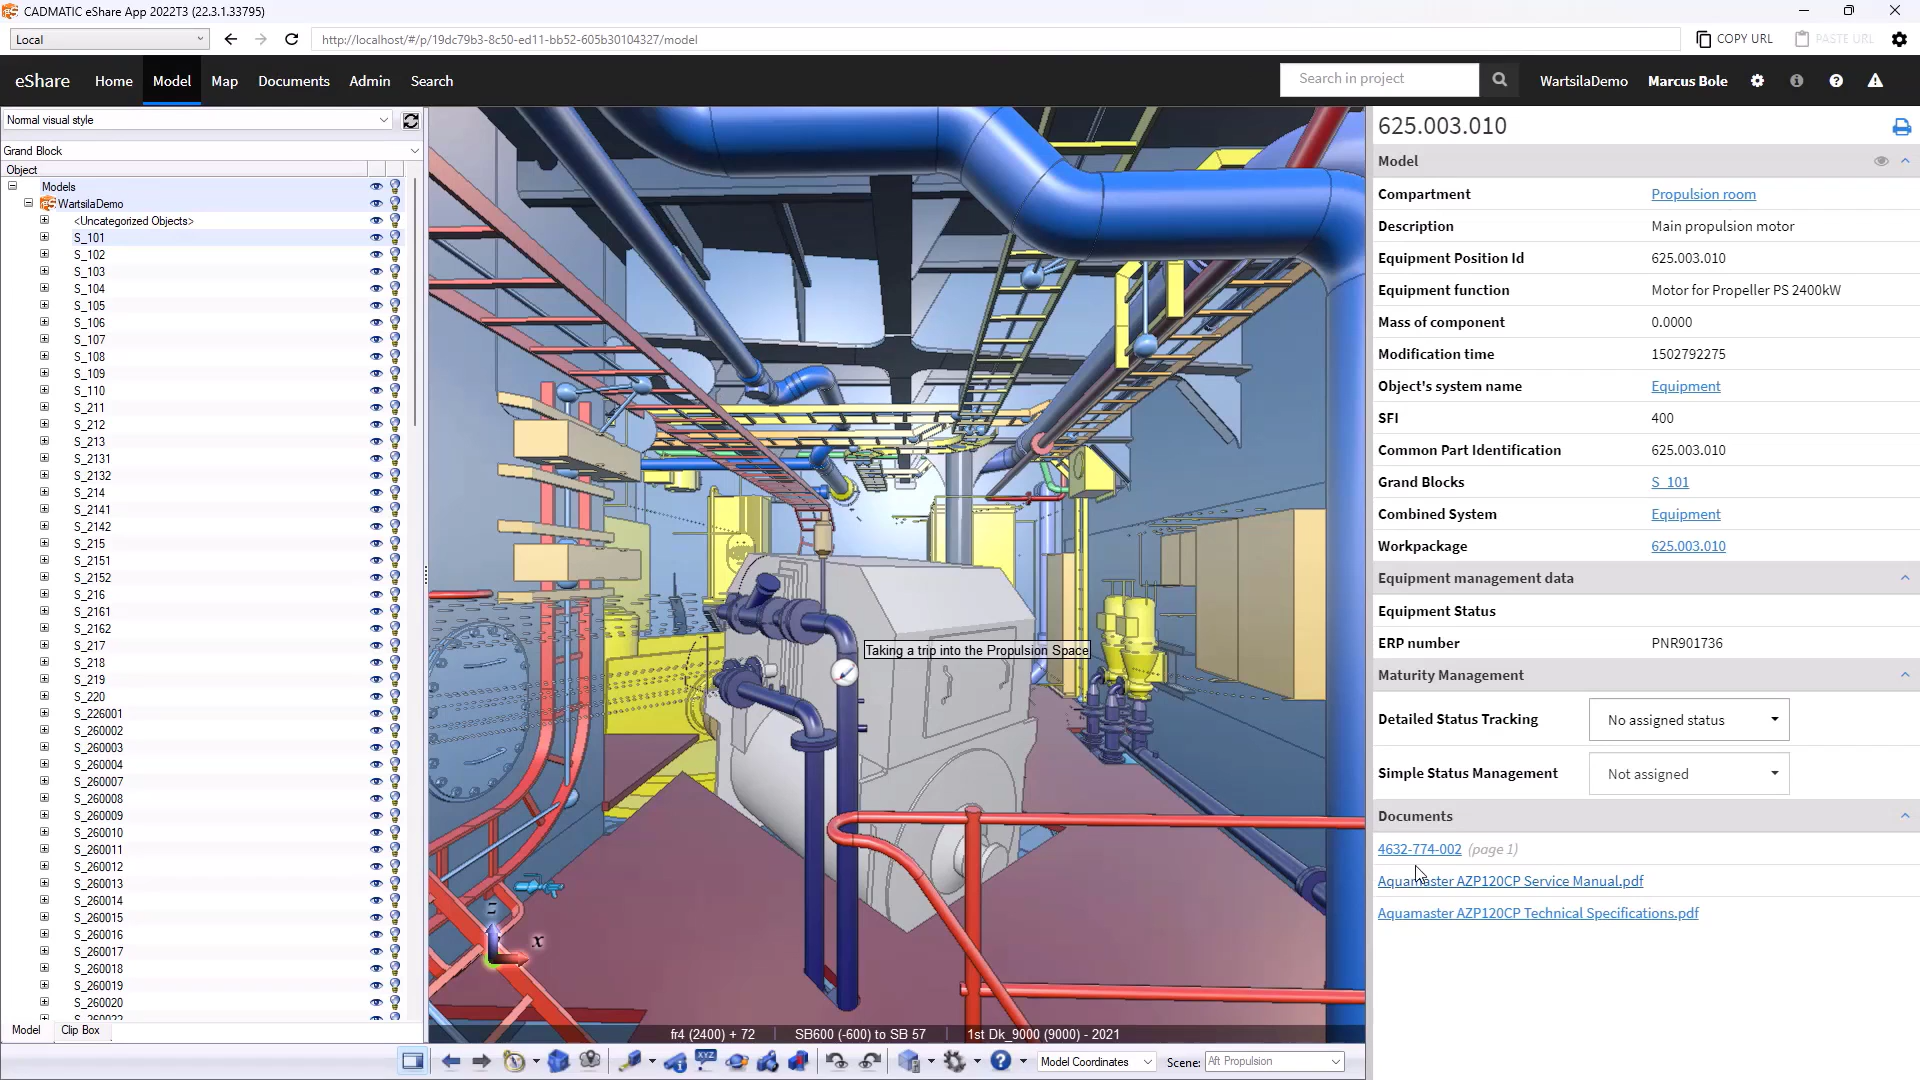 CADMATIC eShare App 2022T3 (22.3.1.33795)
Local
http://localhost/#/p/19dc79b3-8c50-ed11-bb52-605b30104327/model
COPY URL
PASTE URL
eShare
Home
Model
Map
Documents
Admin
Search
Search in project
WartsilaDemo
Marcus Bole
Normal visual style
Grand Block
Object
Models
WartsilaDemo
<Uncategorized Objects>
S_101
S_102
S_103
S_104
S_105
S_106
S_107
S_108
S_109
S_110
S_211
S_212
S_213
S_2131
S_2132
S_214
S_2141
S_2142
S_215
S_2151
S_2152
S_216
S_2161
S_2162
S_217
S_218
S_219
S_220
S_226001
S_260002
S_260003
S_260004
S_260007
S_260008
S_260009
S_260010
S_260011
S_260012
S_260013
S_260014
S_260015
S_260016
S_260017
S_260018
S_260019
S_260020
Model
Clip Box
Taking a trip into the Propulsion Space
z
x
fr4 (2400) + 72
SB600 (-600) to SB 57
1st Dk_9000 (9000) - 2021
XYZ
Model Coordinates
Scene:
Aft Propulsion
625.003.010
Model
Compartment
Propulsion room
Description
Main propulsion motor
Equipment Position Id
625.003.010
Equipment function
Motor for Propeller PS 2400kW
Mass of component
0.0000
Modification time
1502792275
Object's system name
Equipment
SFI
400
Common Part Identification
625.003.010
Grand Blocks
S_101
Combined System
Equipment
Workpackage
625.003.010
Equipment management data
Equipment Status
ERP number
PNR901736
Maturity Management
Detailed Status Tracking
No assigned status
Simple Status Management
Not assigned
Documents
4632-774-002 (page 1)
Aquamaster AZP120CP Service Manual.pdf
Aquamaster AZP120CP Technical Specifications.pdf